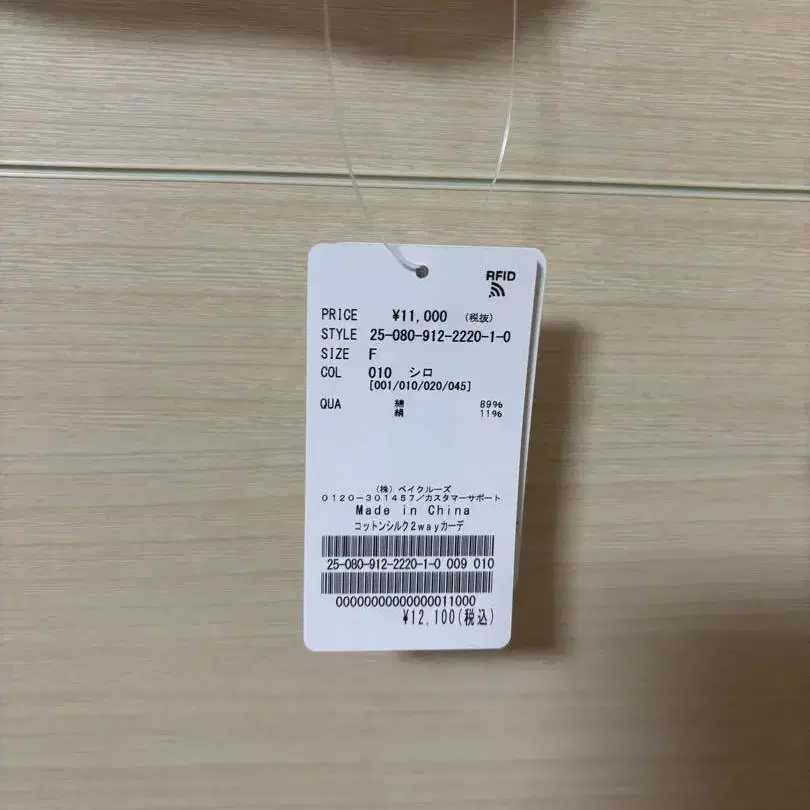 RFID
PRICE ¥11,000 (税抜)
STYLE 25-080-912-2220-1-0
SIZE F
COL 010 シロ
[001/010/020/045]
QUA 綿 89%
絹 11%
(株)ベイクルーズ
0120-301457/カスタマーサポート
Made in China
コットンシルク2wayカーデ
25-080-912-2220-1-0 009 010
00000000000000011000
¥12,100(税込)